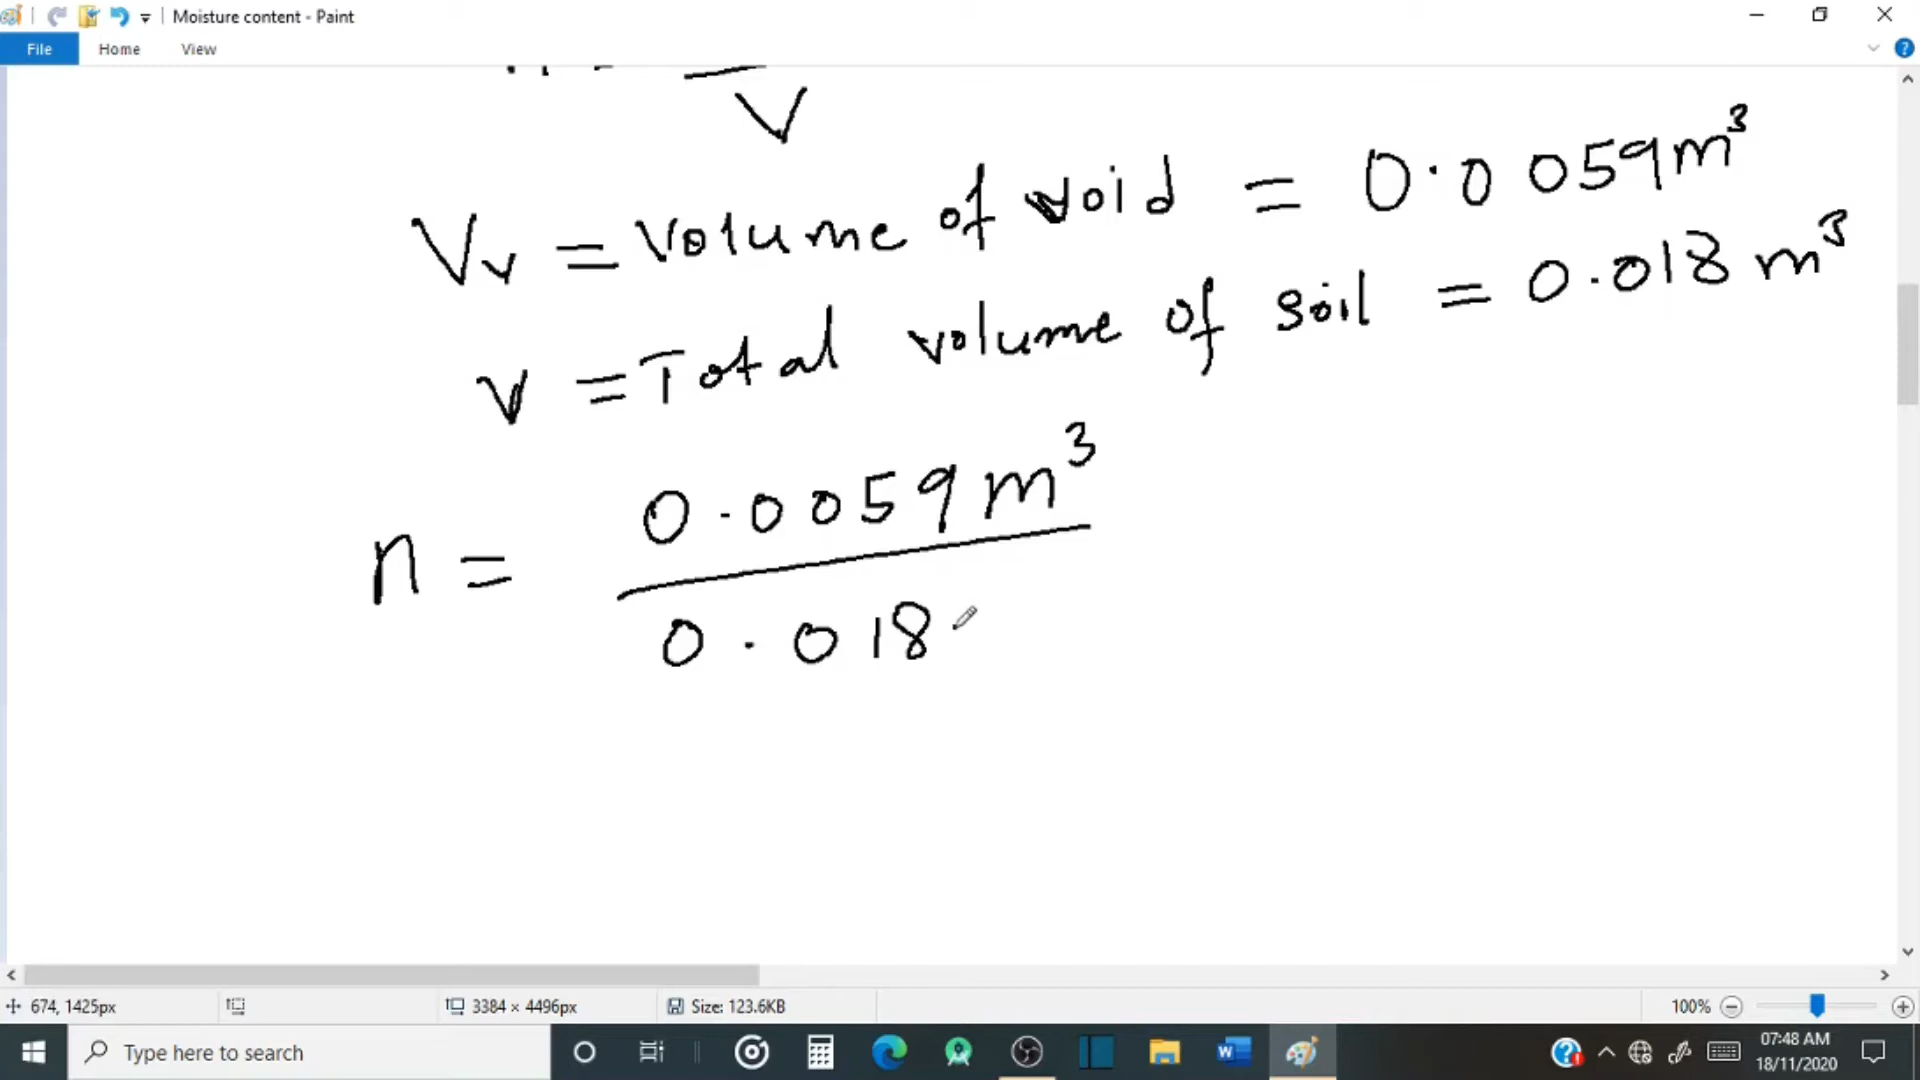 Moisture content - Paint
File Home View
V
Vv = Volume of void = 0.0059m³
V = Total volume of soil = 0.018 m³
n = 0.0059 m³
0.018
674, 1425px
3384 × 4496px
Size: 123.6KB
100%
Type here to search
07:48 AM
18/11/2020